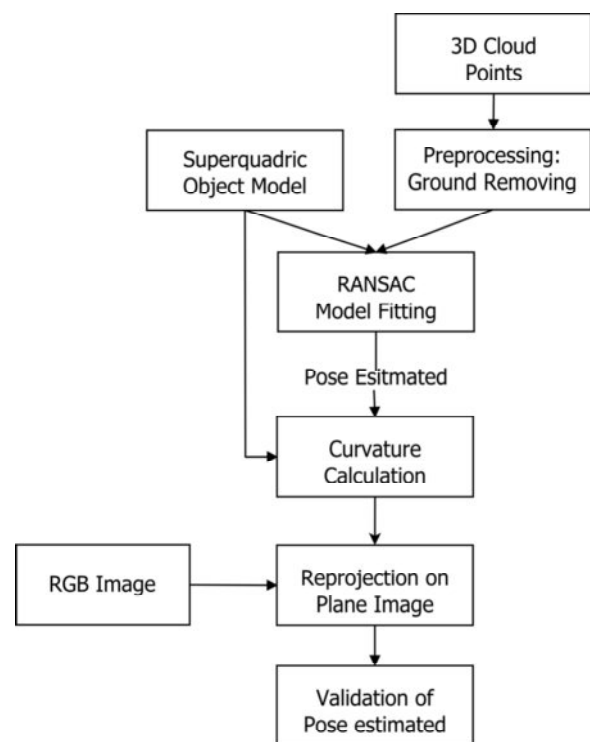 3D Cloud
Points
Superquadric
Object Model
Preprocessing:
Ground Removing
RANSAC
Model Fitting
Pose Esitmated
Curvature
Calculation
RGB Image
Reprojection on
Plane Image
Validation of
Pose estimated